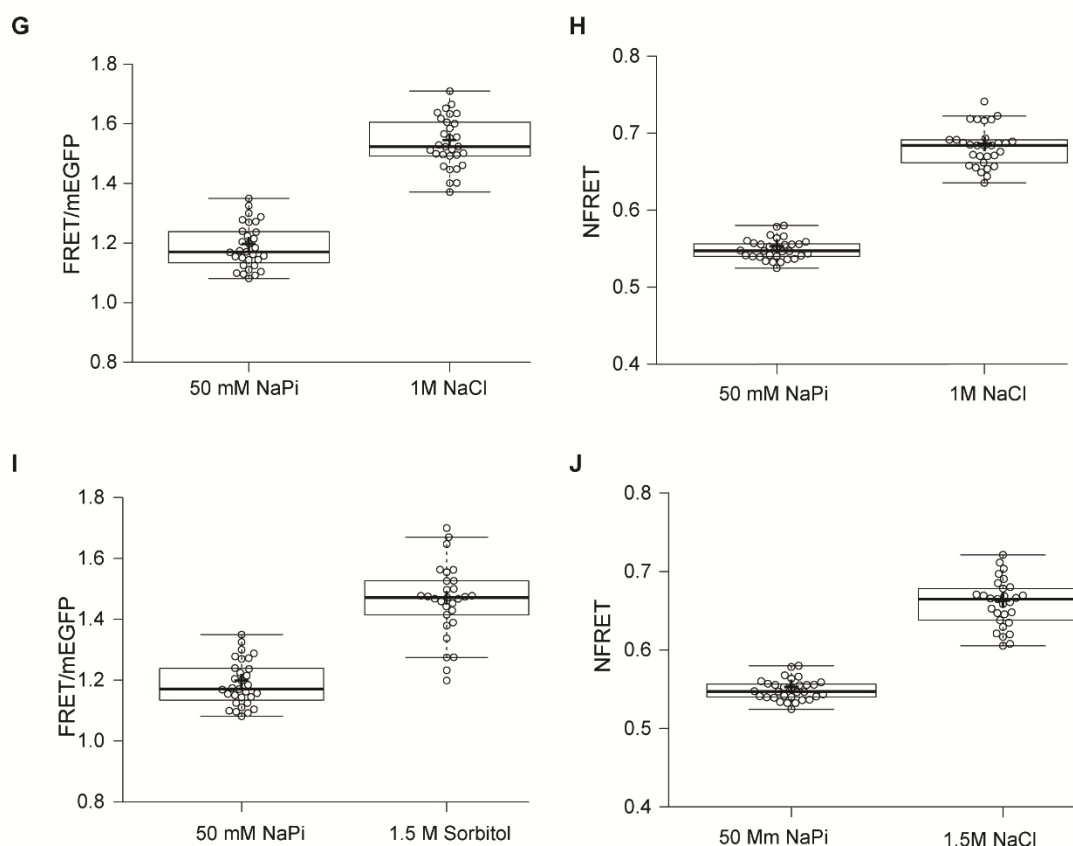 G
1.8
1.6
1.4
1.2
1.0
0.8
FRET/mEGFP
50 mM NaPi
1M NaCl
H
0.8
0.7
0.6
0.5
0.4
NFRET
50 mM NaPi
1M NaCl
I
1.8
1.6
1.4
1.2
1.0
0.8
FRET/mEGFP
50 mM NaPi
1.5 M Sorbitol
J
0.8
0.7
0.6
0.5
0.4
NFRET
50 Mm NaPi
1.5M NaCl